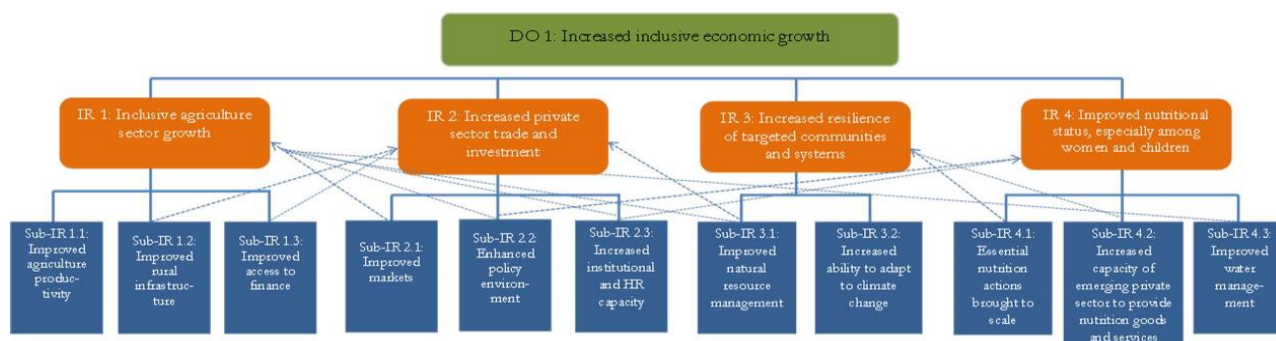 DO 1: Increased inclusive economic growth
IR 1: Inclusive agriculture
sector growth
IR 2: Increased private
sector trade and
investment
IR 3: Increased resilience
of targeted communities
and systems
IR 4: Improved nutritional
status, especially among
women and children
Sub-IR 1.1:
Improved
agriculture
produc-
tivity
Sub-IR 1.2:
Improved
rural
infrastruc-
ture
Sub-IR 1.3:
Improved
access to
finance
Sub-IR 2.1:
Improved
markets
Sub-IR 2.2:
Enhanced
policy
environ-
ment
Sub-IR 2.3:
Increased
institutional
and HR
capacity
Sub-IR 3.1:
Improved
natural
resource
management
Sub-IR 3.2:
Increased
ability to adapt
to climate
change
Sub-IR 4.1:
Essential
nutrition
actions
brought to
scale
Sub-IR 4.2:
Increased
capacity of
emerging private
sector to provide
nutrition goods
and services
Sub-IR 4.3:
Improved
water
manage-
ment